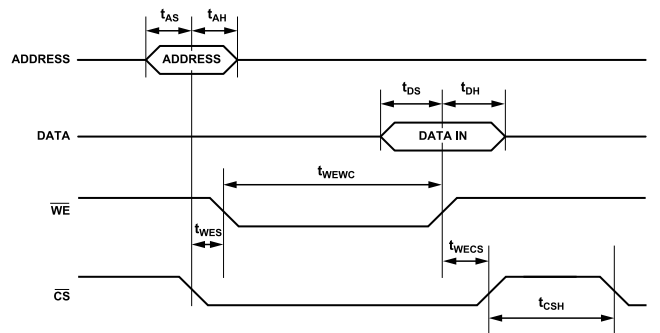 tAS tAH
ADDRESS ADDRESS
tDS tDH
DATA DATA IN
tWEWC
WE
tWES
tWECS
CS
tCSH